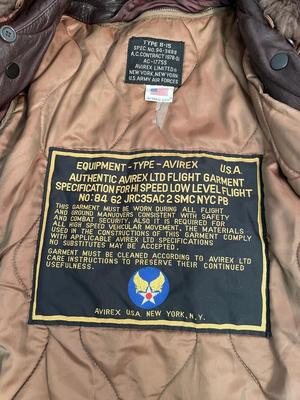 TYPE B-15
SPEC. NO. 94-3888
A.C. CONTRACT 1978-01
AC-17755
AVIREX LIMITED
NEW YORK, NEW YORK
U.S. ARMY AIR FORCES
EQUIPMENT - TYPE - AVIREX U.S.A.
AUTHENTIC AVIREX LTD FLIGHT GARMENT
SPECIFICATION FOR HI SPEED LOW LEVEL FLIGHT
NO: 84 62 JRC35AC 2 SMC NYC PB
THIS GARMENT MUST BE WORN DURING ALL FLIGHT
AND GROUND MANUOVERS CONSISTENT WITH SAFETY
AND COMBAT SECURITY, ALSO IT IS REQUIRED FOR
ALL HIGH SPEED VEHICULAR MOVEMENT, THE MATERIALS
USED IN THE CONSTRUCTIONS OF THIS GARMENT COMPLY
WITH APPLICABLE AVIREX LTD SPECIFICATIONS
NO SUBSTITUTES MAY BE ACCEPTED.
GARMENT MUST BE CLEANED ACCORDING TO AVIREX LTD
CARE INSTRUCTIONS TO PRESERVE THEIR CONTINUED
USEFULNESS.
AVIREX U.S.A. NEW YORK, N.Y.